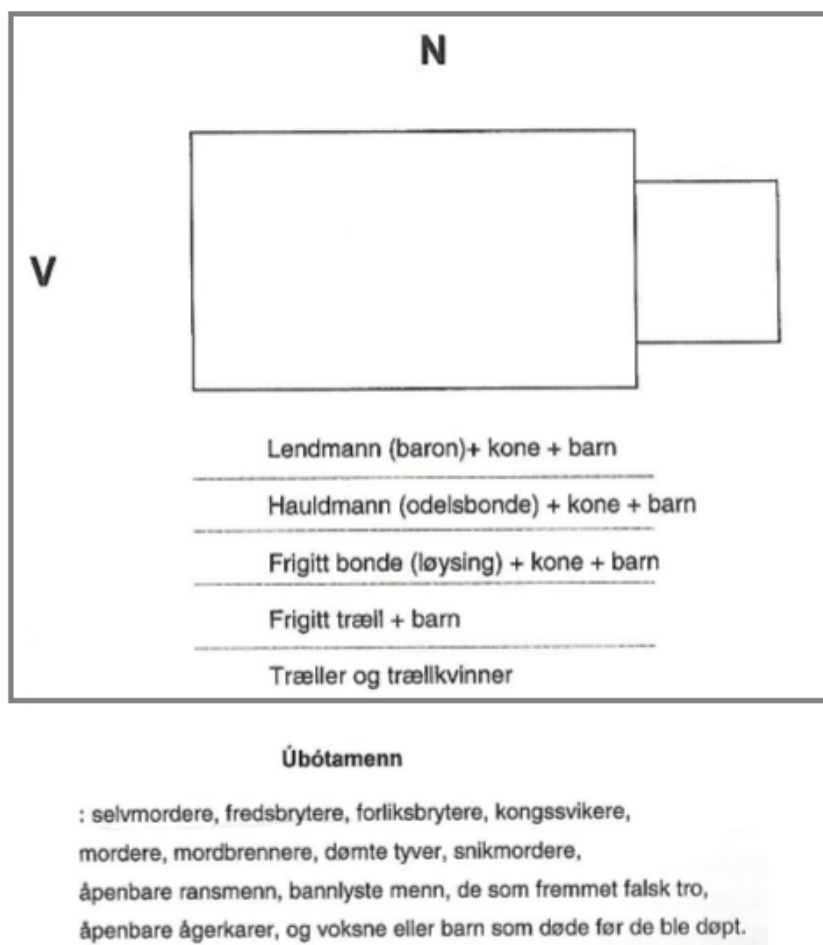 N
V
Lendmann (baron)+ kone + barn
Hauldmann (odelsbonde) + kone + barn
Frigitt bonde (løysing) + kone + barn
Frigitt træll + barn
Træller og trællkvinner
Úbótamenn
: selvmordere, fredsbrytere, forliksbrytere, kongssvikere,
mordere, mordbrennere, dømte tyver, snikmordere,
åpenbare ransmenn, bannlyste menn, de som fremmet falsk tro,
åpenbare ågerkarer, og voksne eller barn som døde før de ble døpt.